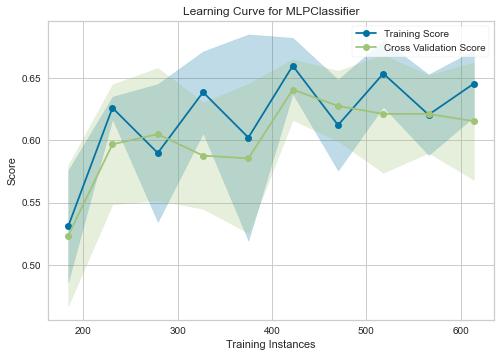 Learning Curve for MLPClassifier
Training Score
Cross Validation Score
0.65
0.60
0.55
0.50
Score
200
300
400
500
600
Training Instances